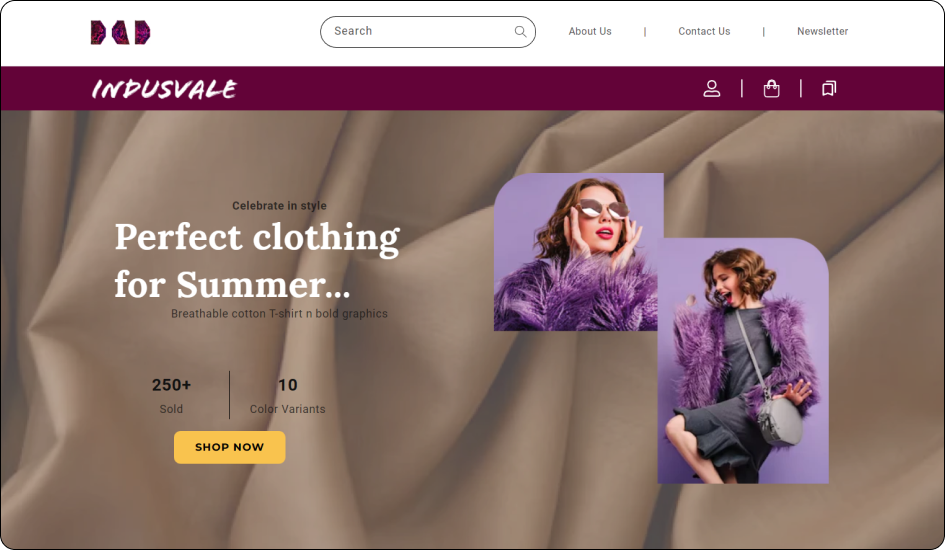 Search
About Us | Contact Us | Newsletter
INDUSVALE
Celebrate in style
Perfect clothing
for Summer...
Breathable cotton T-shirt n bold graphics
250+ 10
Sold Color Variants
SHOP NOW